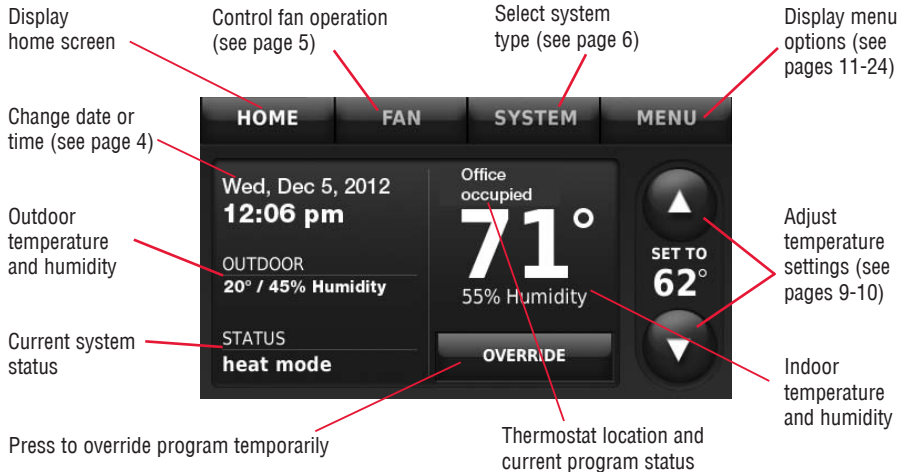 Display
home screen
Control fan operation
(see page 5)
Select system
type (see page 6)
Display menu
options (see
pages 11-24)
Change date or
time (see page 4)
HOME
FAN
SYSTEM
MENU
Wed, Dec 5, 2012
12:06 pm
Office
occupied
71°
55% Humidity
SET TO
62°
Outdoor
temperature
and humidity
OUTDOOR
20° / 45% Humidity
Adjust
temperature
settings (see
pages 9-10)
Current system
status
STATUS
heat mode
OVERRIDE
Indoor
temperature
and humidity
Press to override program temporarily
Thermostat location and
current program status